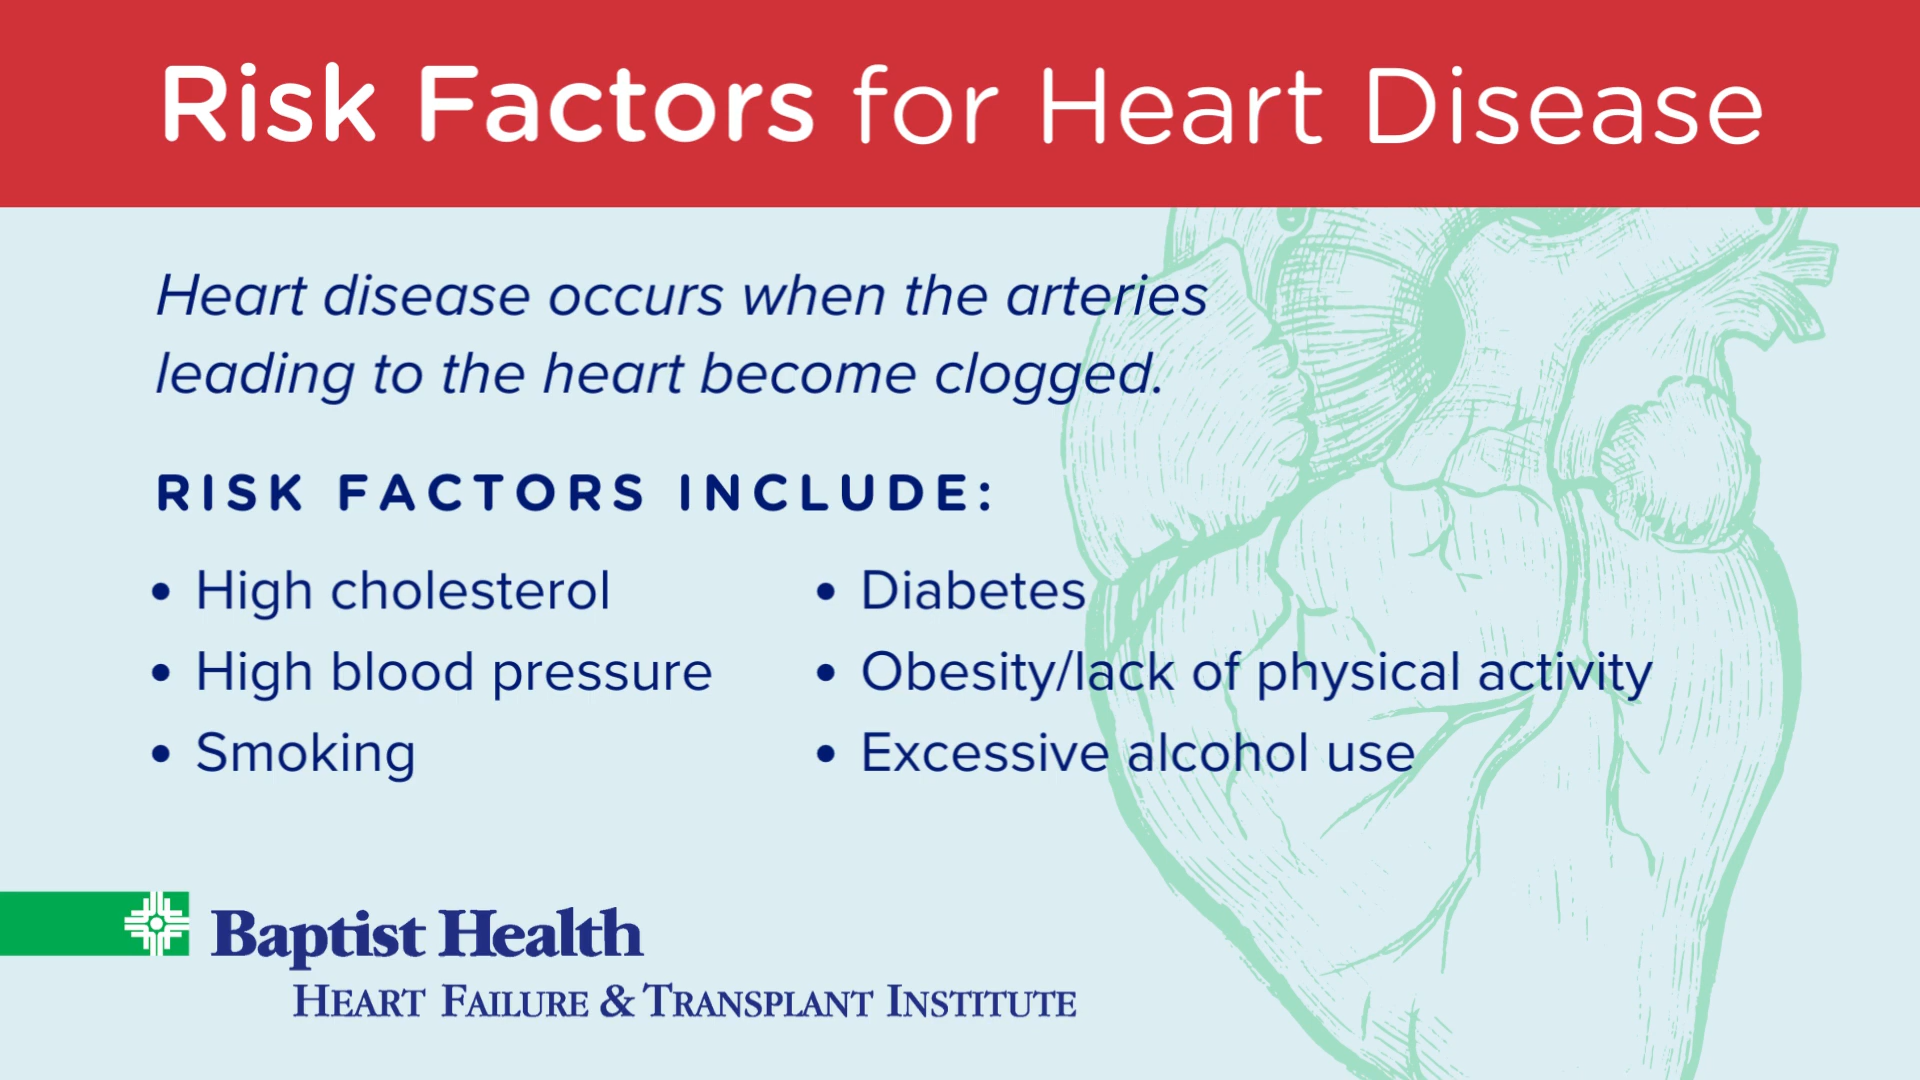 Risk Factors for Heart Disease
Heart disease occurs when the arteries
leading to the heart become clogged.
RISK FACTORS INCLUDE:
• High cholesterol
• High blood pressure
• Smoking
• Diabetes
• Obesity/lack of physical activity
• Excessive alcohol use
Baptist Health
HEART FAILURE & TRANSPLANT INSTITUTE